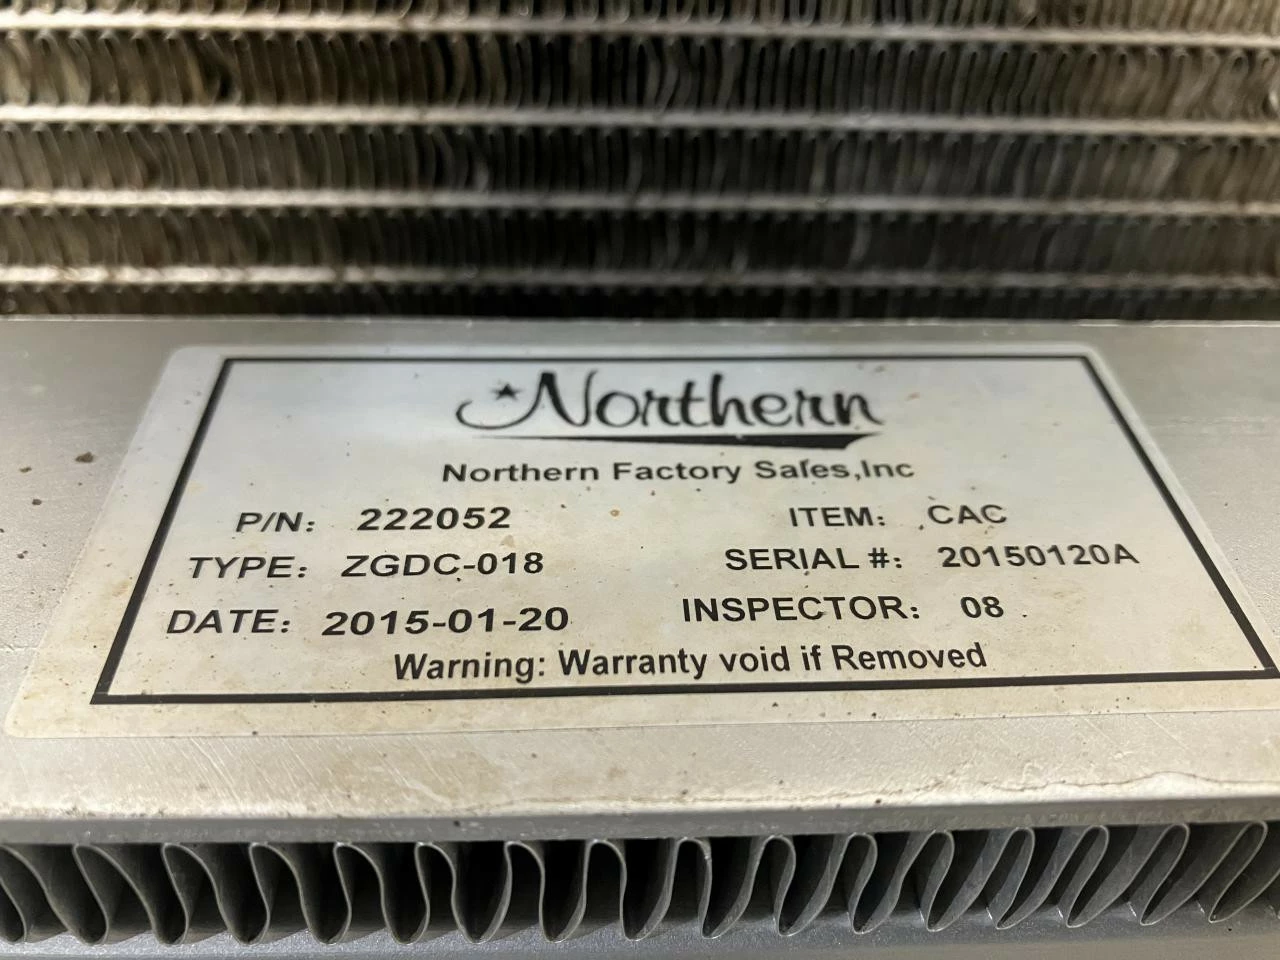 Northern
Northern Factory Sales,Inc
P/N: 222052 ITEM: CAC
TYPE: ZGDC-018 SERIAL #: 20150120A
DATE: 2015-01-20 INSPECTOR: 08
Warning: Warranty void if Removed